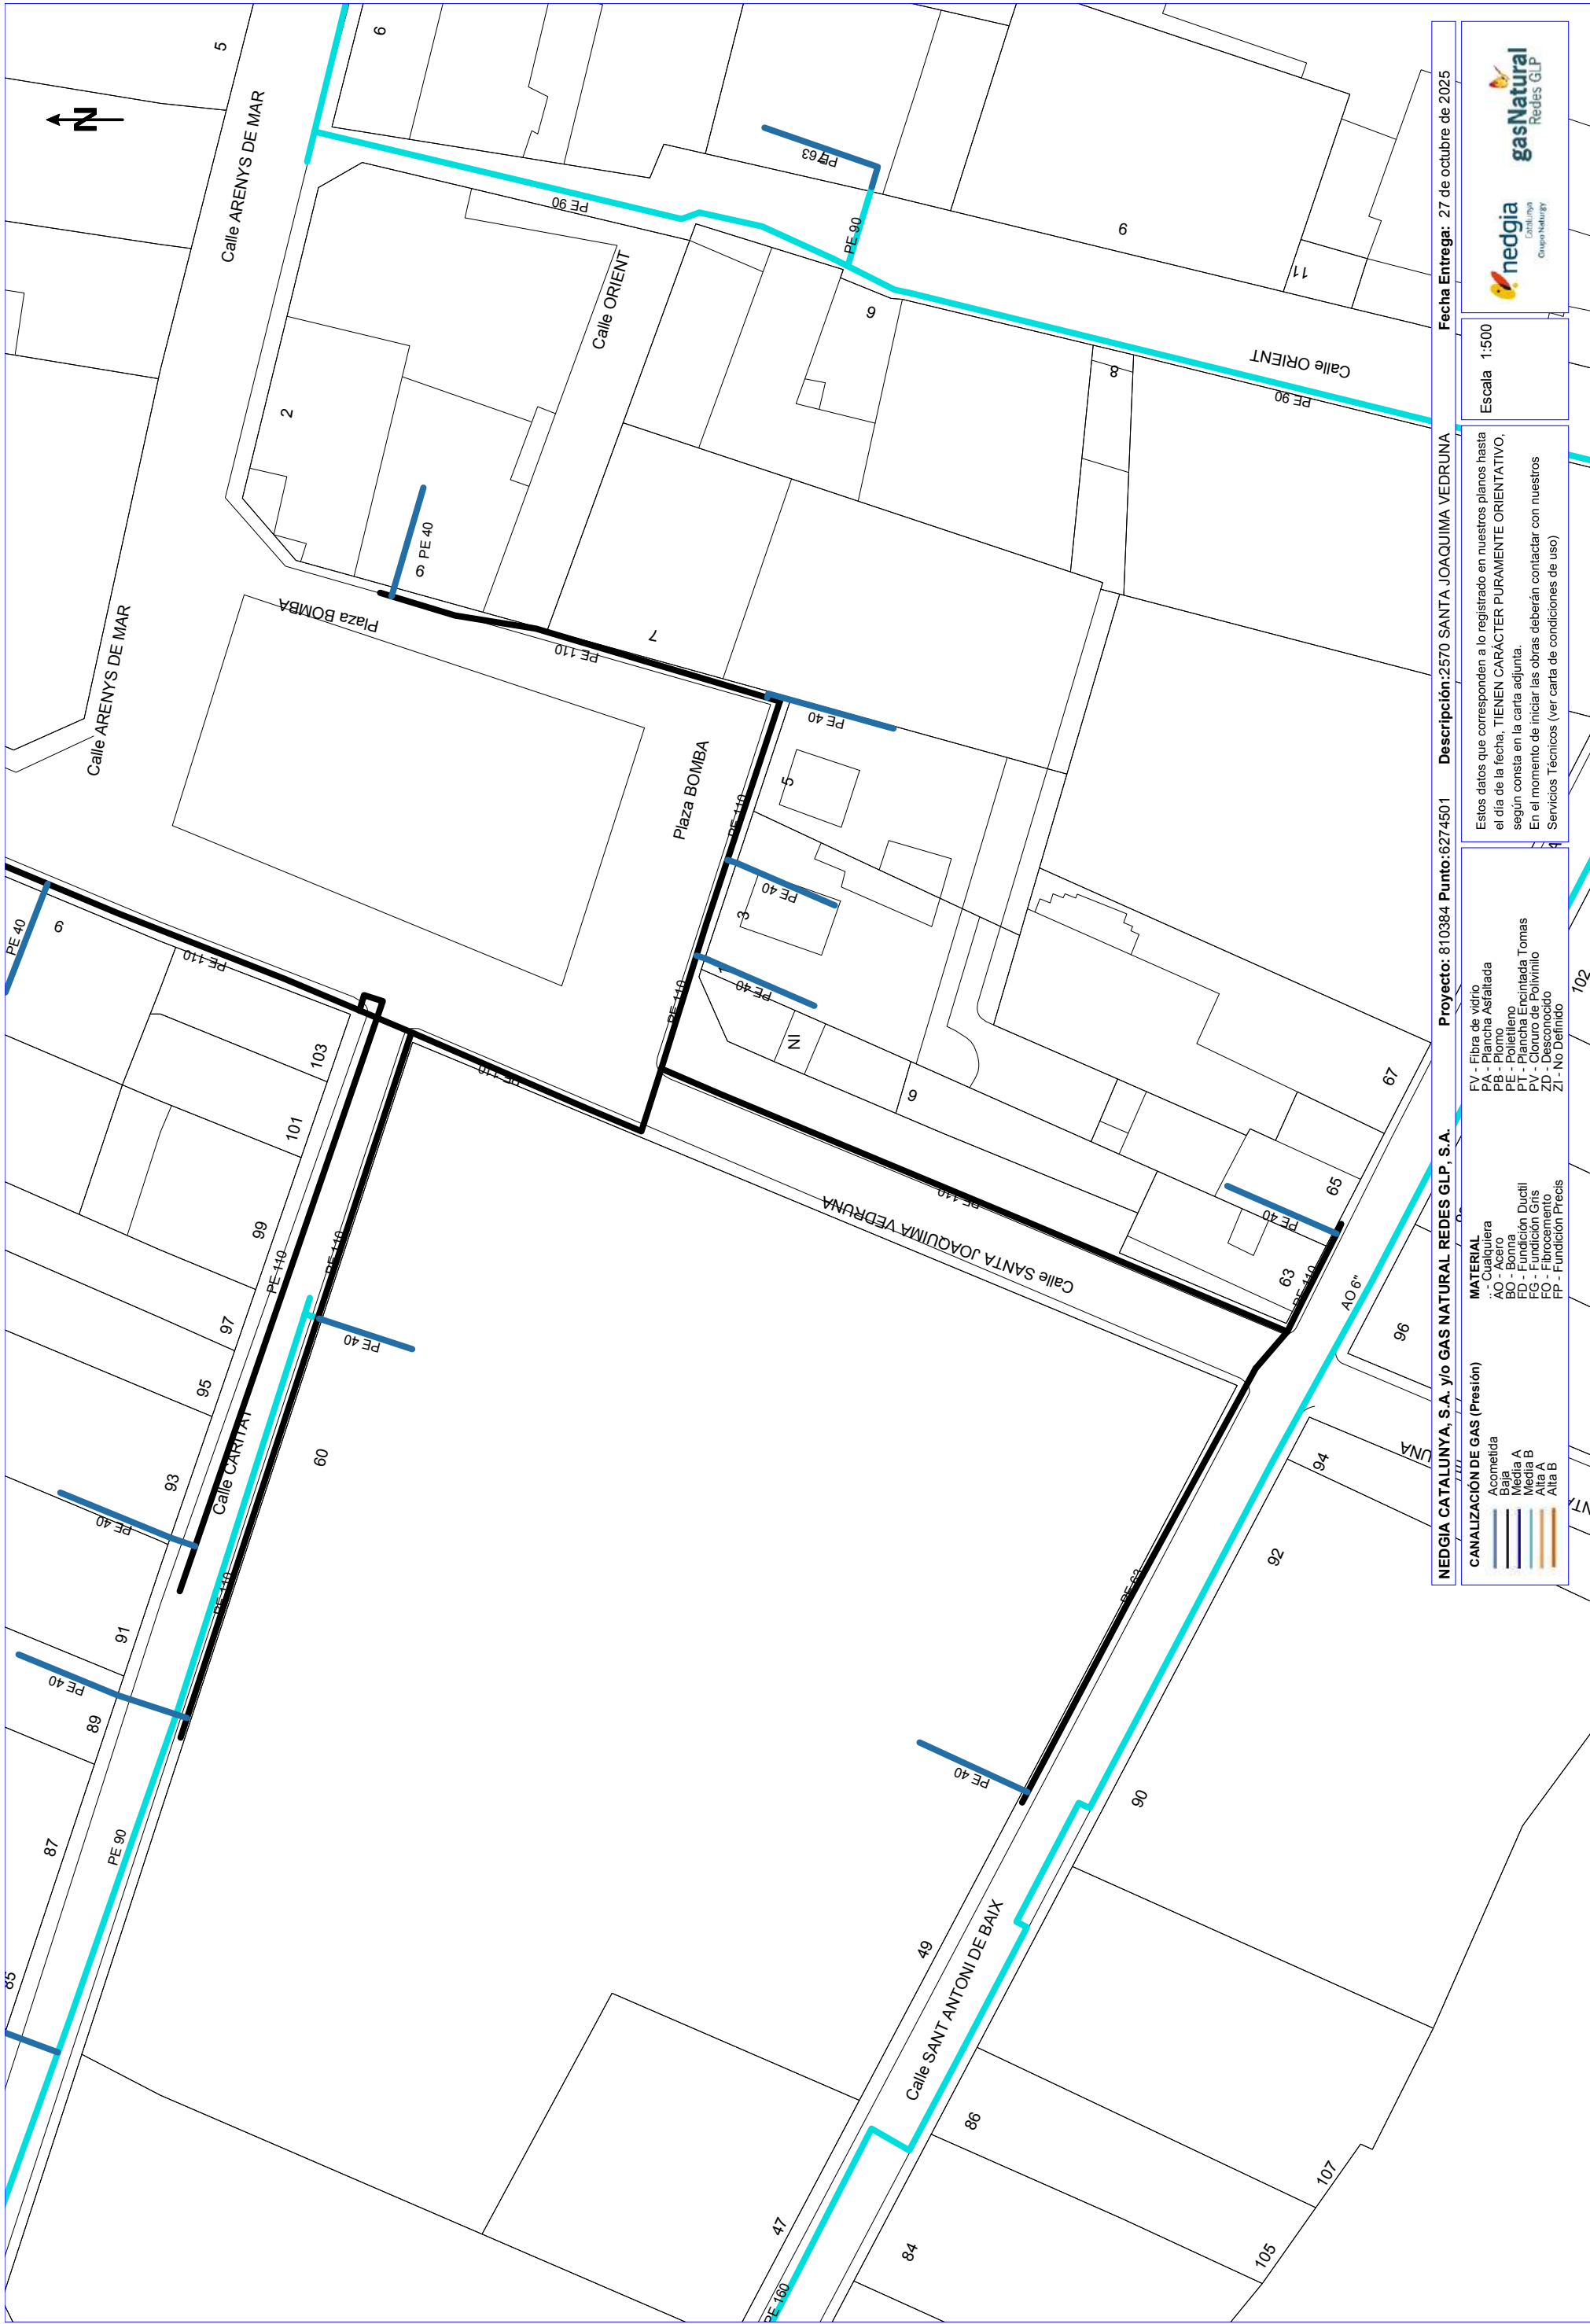 N
5
6
Calle ARENYS DE MAR
PE 90
PE 63
PE 90
9
11
2
Calle ORIENT
6
8
Calle ORIENT
PE 90
PE 40
9
Plaza BOMBA
PE 110
7
Calle ARENYS DE MAR
PE 40
Plaza BOMBA
5
PE 110
PE 40
3
PE 40
PE 110
NI
6
PE 40
9
PE 110
103
101
99
97
95
93
91
89
87
85
PE 110
PE 110
PE 110
PE 40
Calle CARITAT
PE 40
PE 110
PE 40
PE 90
60
Calle SANTA JOAQUIMA VEDRUNA
PE 110
67
65
63
PE 40
PE 110
AO 6"
96
94
92
90
PE 63
PE 40
49
Calle SANT ANTONI DE BAIX
86
84
47
PE 160
107
105
102
UNA
NEDGIA CATALUNYA, S.A. y/o GAS NATURAL REDES GLP, S.A.
Proyecto: 810384 Punto:6274501
Descripción:2570 SANTA JOAQUIMA VEDRUNA
Fecha Entrega: 27 de octubre de 2025
CANALIZACIÓN DE GAS (Presión)
Acometida
Baja
Media A
Media B
Alta A
Alta B
MATERIAL
.. - Cualquiera
AO - Acero
BO - Bonna
FD - Fundición Ductil
FG - Fundición Gris
FO - Fibrocemento
FP - Fundición Precis
FV - Fibra de vidrio
PA - Plancha Asfaltada
PB - Plomo
PE - Polietileno
PT - Plancha Encintada Tomas
PV - Cloruro de Polivinilo
ZD - Desconocido
ZI - No Definido
Estos datos que corresponden a lo registrado en nuestros planos hasta
el día de la fecha, TIENEN CARÁCTER PURAMENTE ORIENTATIVO,
según consta en la carta adjunta.
En el momento de iniciar las obras deberán contactar con nuestros
Servicios Técnicos (ver carta de condiciones de uso)
Escala 1:500
nedgia
Catalunya
Grupo Naturgy
gasNatural
Redes GLP